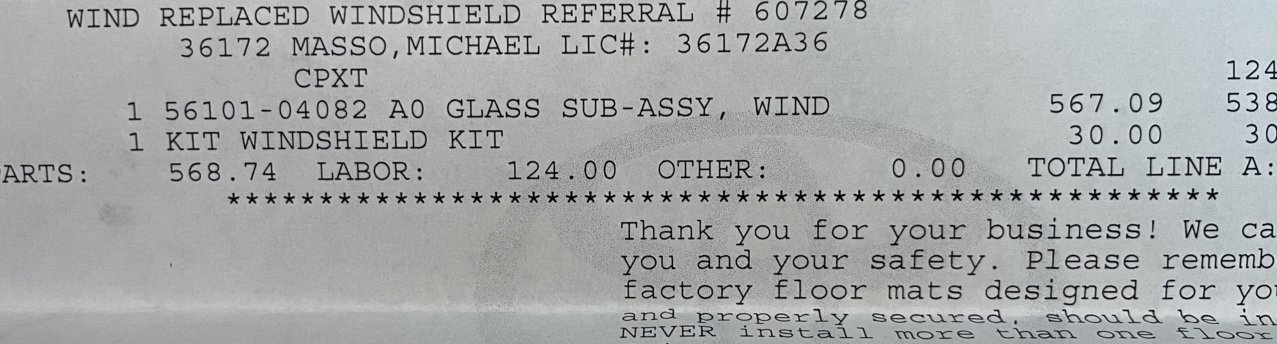 WIND REPLACED WINDSHIELD REFERRAL # 607278
36172 MASSO,MICHAEL LIC#: 36172A36
CPXT 124
1 56101-04082 A0 GLASS SUB-ASSY, WIND 567.09 538
1 KIT WINDSHIELD KIT 30.00 30
ARTS: 568.74 LABOR: 124.00 OTHER: 0.00 TOTAL LINE A:
******************************************************
Thank you for your business! We ca
you and your safety. Please rememb
factory floor mats designed for you
and properly secured, should be in
NEVER install more than one floor